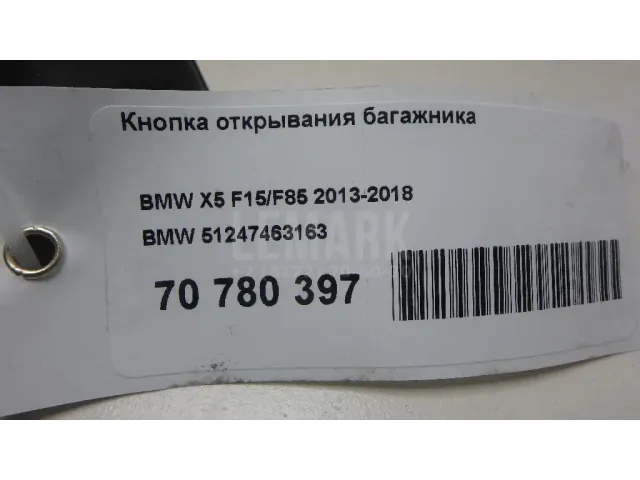 Кнопка открывания багажника
BMW X5 F15/F85 2013-2018
BMW 51247463163
LEMARK
70 780 397